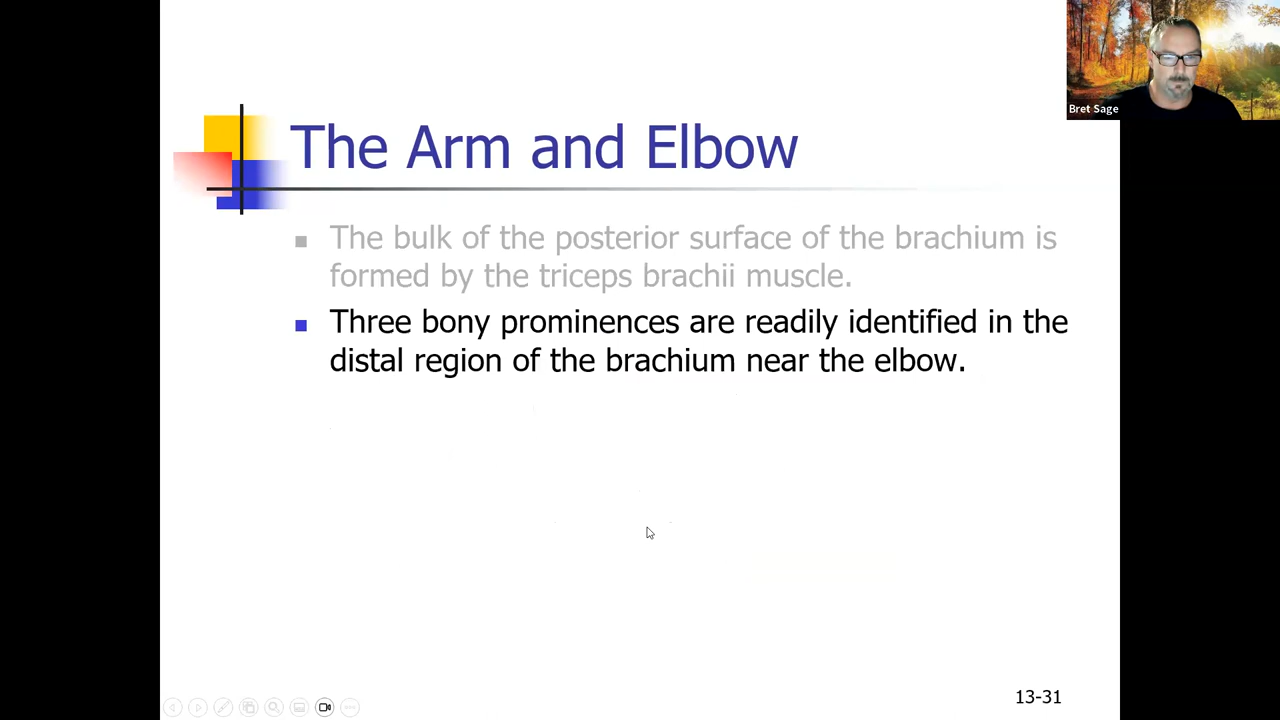 Bret Sage
The Arm and Elbow
The bulk of the posterior surface of the brachium is
formed by the triceps brachii muscle.
Three bony prominences are readily identified in the
distal region of the brachium near the elbow.
13-31